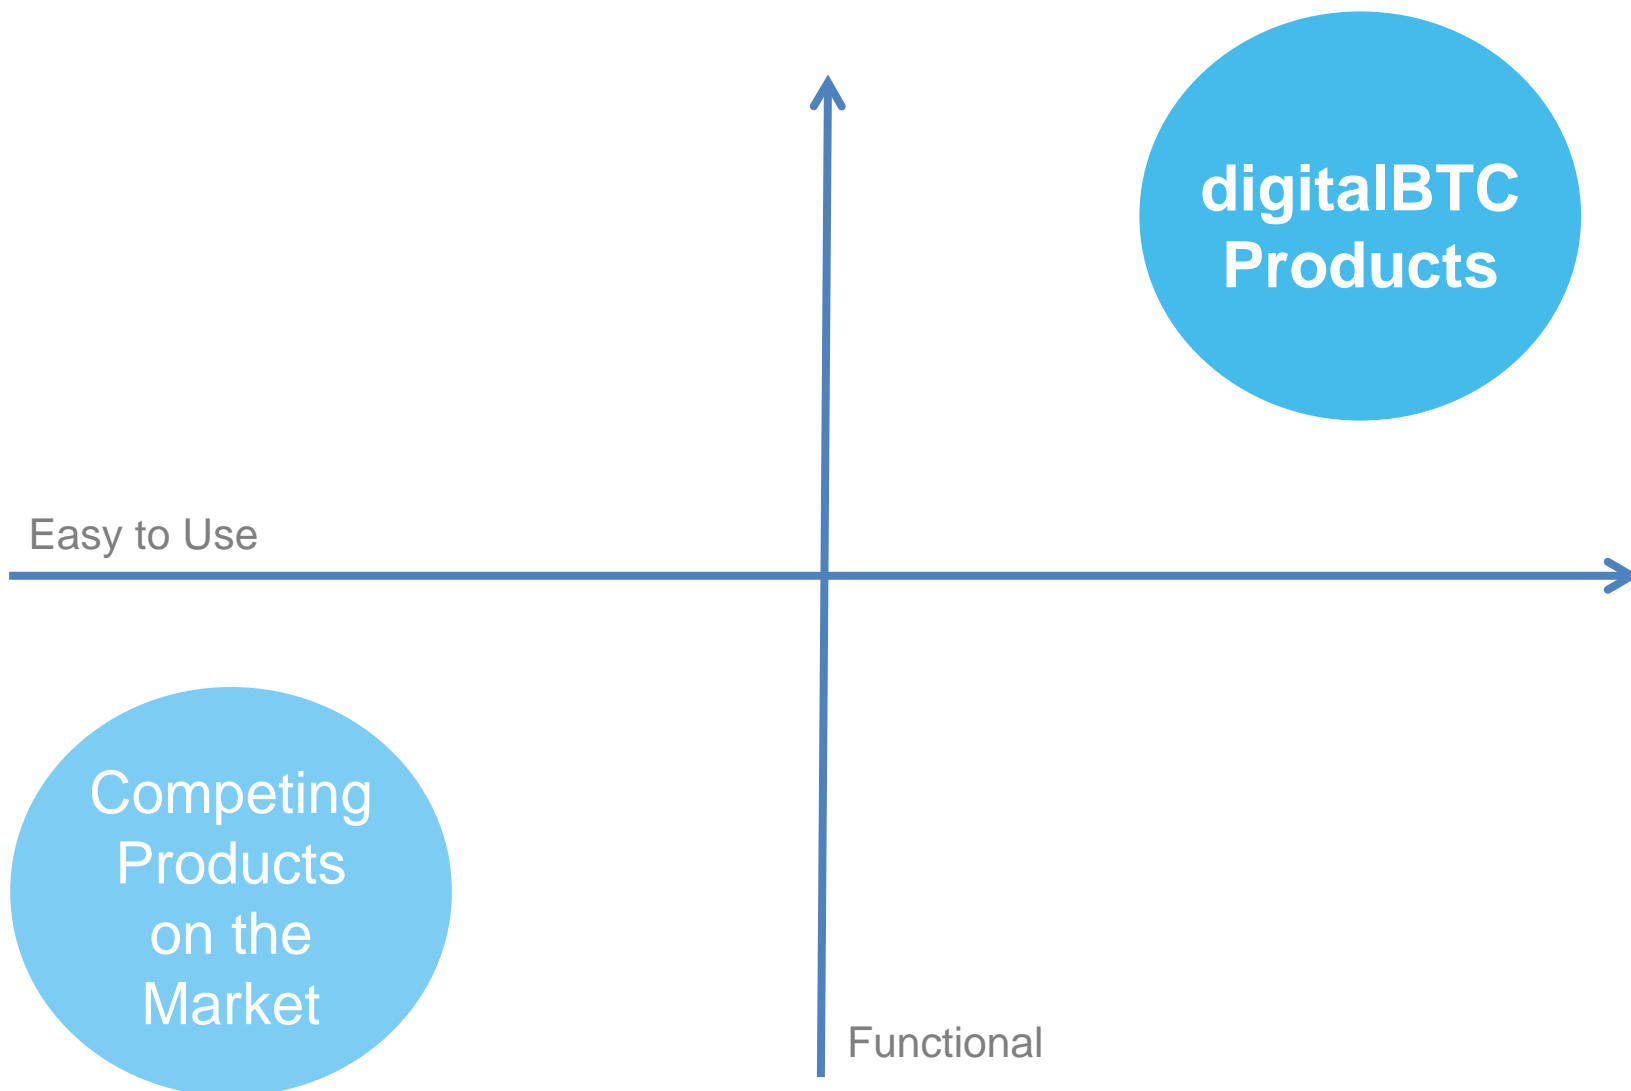 digitalBTC
Products
Easy to Use
Competing
Products
on the
Market
Functional